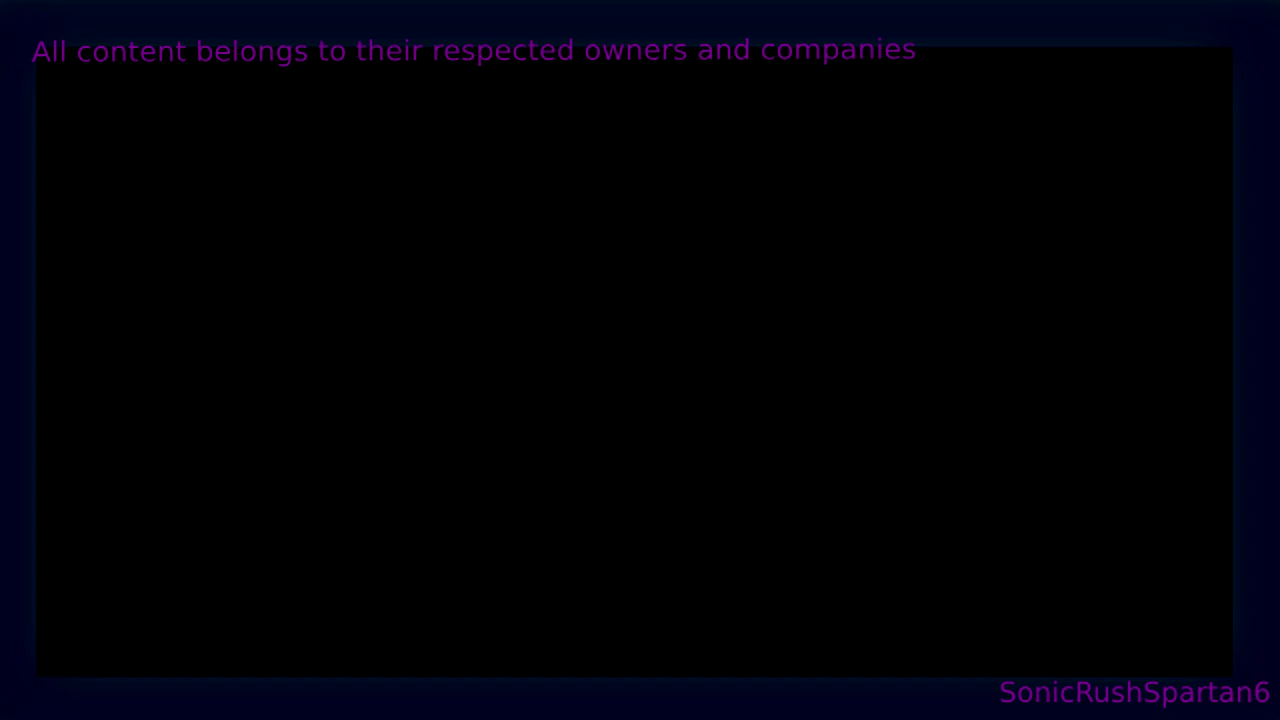 All content belongs to their respected owners and companies
SonicRushSpartan6